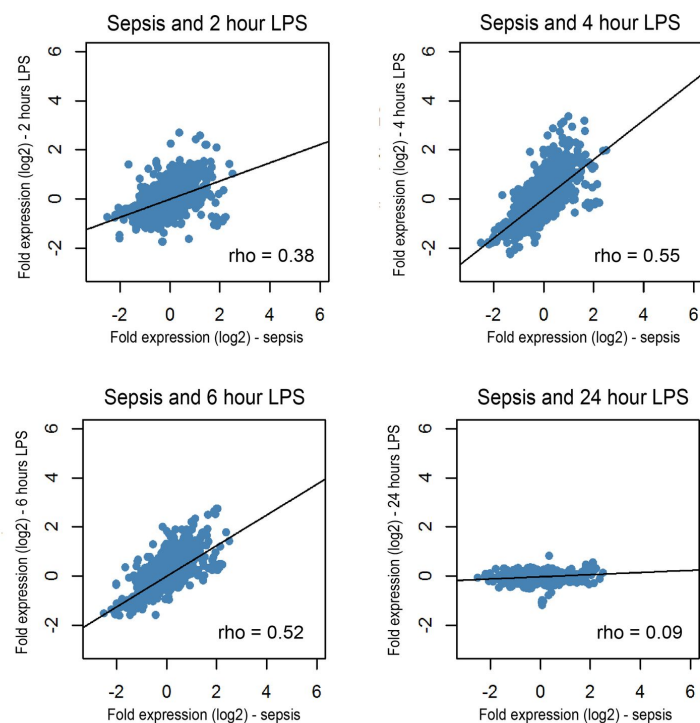 Sepsis and 2 hour LPS
Fold expression (log2) - 2 hours LPS
6
4
2
0
-2
rho = 0.38
-2 0 2 4 6
Fold expression (log2) - sepsis
Sepsis and 4 hour LPS
Fold expression (log2) - 4 hours LPS
6
4
2
0
-2
rho = 0.55
-2 0 2 4 6
Fold expression (log2) - sepsis
Sepsis and 6 hour LPS
Fold expression (log2) - 6 hours LPS
6
4
2
0
-2
rho = 0.52
-2 0 2 4 6
Fold expression (log2) - sepsis
Sepsis and 24 hour LPS
Fold expression (log2) - 24 hours LPS
6
4
2
0
-2
rho = 0.09
-2 0 2 4 6
Fold expression (log2) - sepsis